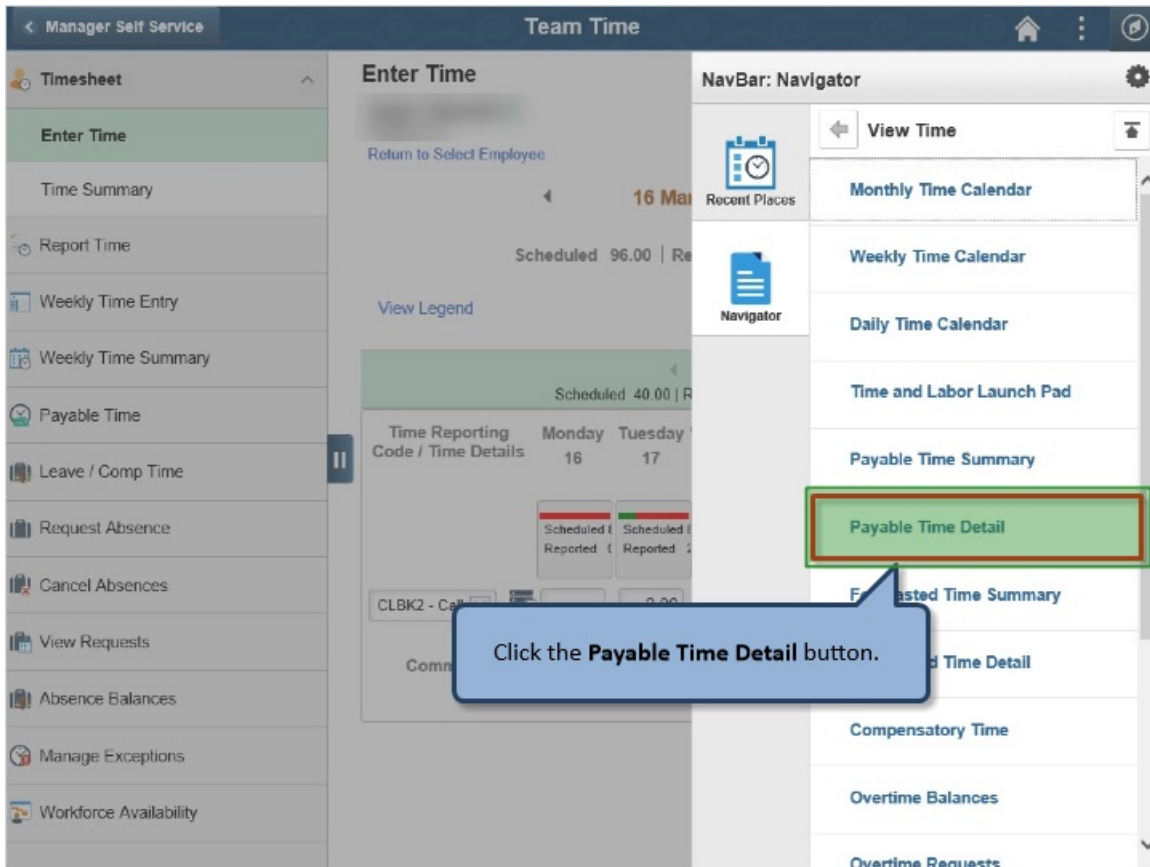 Manager Self Service
Team Time
Timesheet
Enter Time
Time Summary
Report Time
Weekly Time Entry
Weekly Time Summary
Payable Time
Leave / Comp Time
Request Absence
Cancel Absences
View Requests
Absence Balances
Manage Exceptions
Workforce Availability
Enter Time
Return to Select Employee
16 Mar
Scheduled 96.00 | Re
View Legend
Scheduled 40.00 | R
Time Reporting
Code / Time Details
Monday
16
Tuesday
17
Scheduled
Reported
Scheduled
Reported
CLBK2 - Call
2.00
Comm
NavBar: Navigator
Recent Places
Navigator
View Time
Monthly Time Calendar
Weekly Time Calendar
Daily Time Calendar
Time and Labor Launch Pad
Payable Time Summary
Payable Time Detail
asted Time Summary
d Time Detail
Compensatory Time
Overtime Balances
Overtime Requests
Click the Payable Time Detail button.